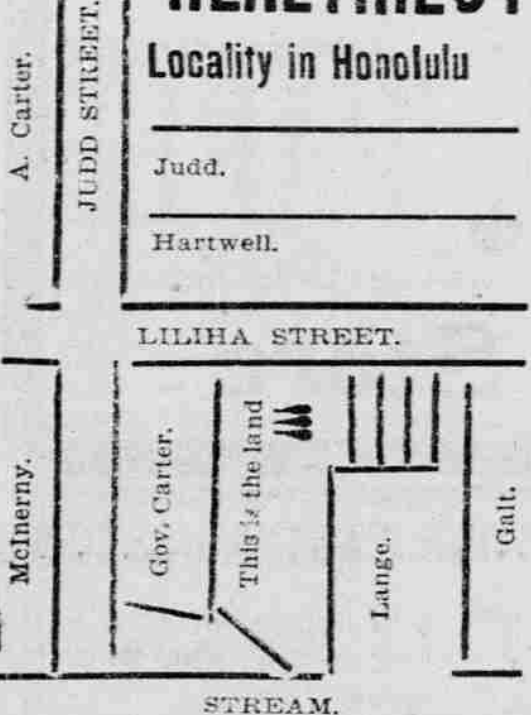 Locality in Honolulu
A. Carter.
JUDD STREET.
Judd.
Hartwell.
LILIHA STREET.
McInerny.
Gov. Carter.
This is the land
Lange.
Galt.
STREAM.